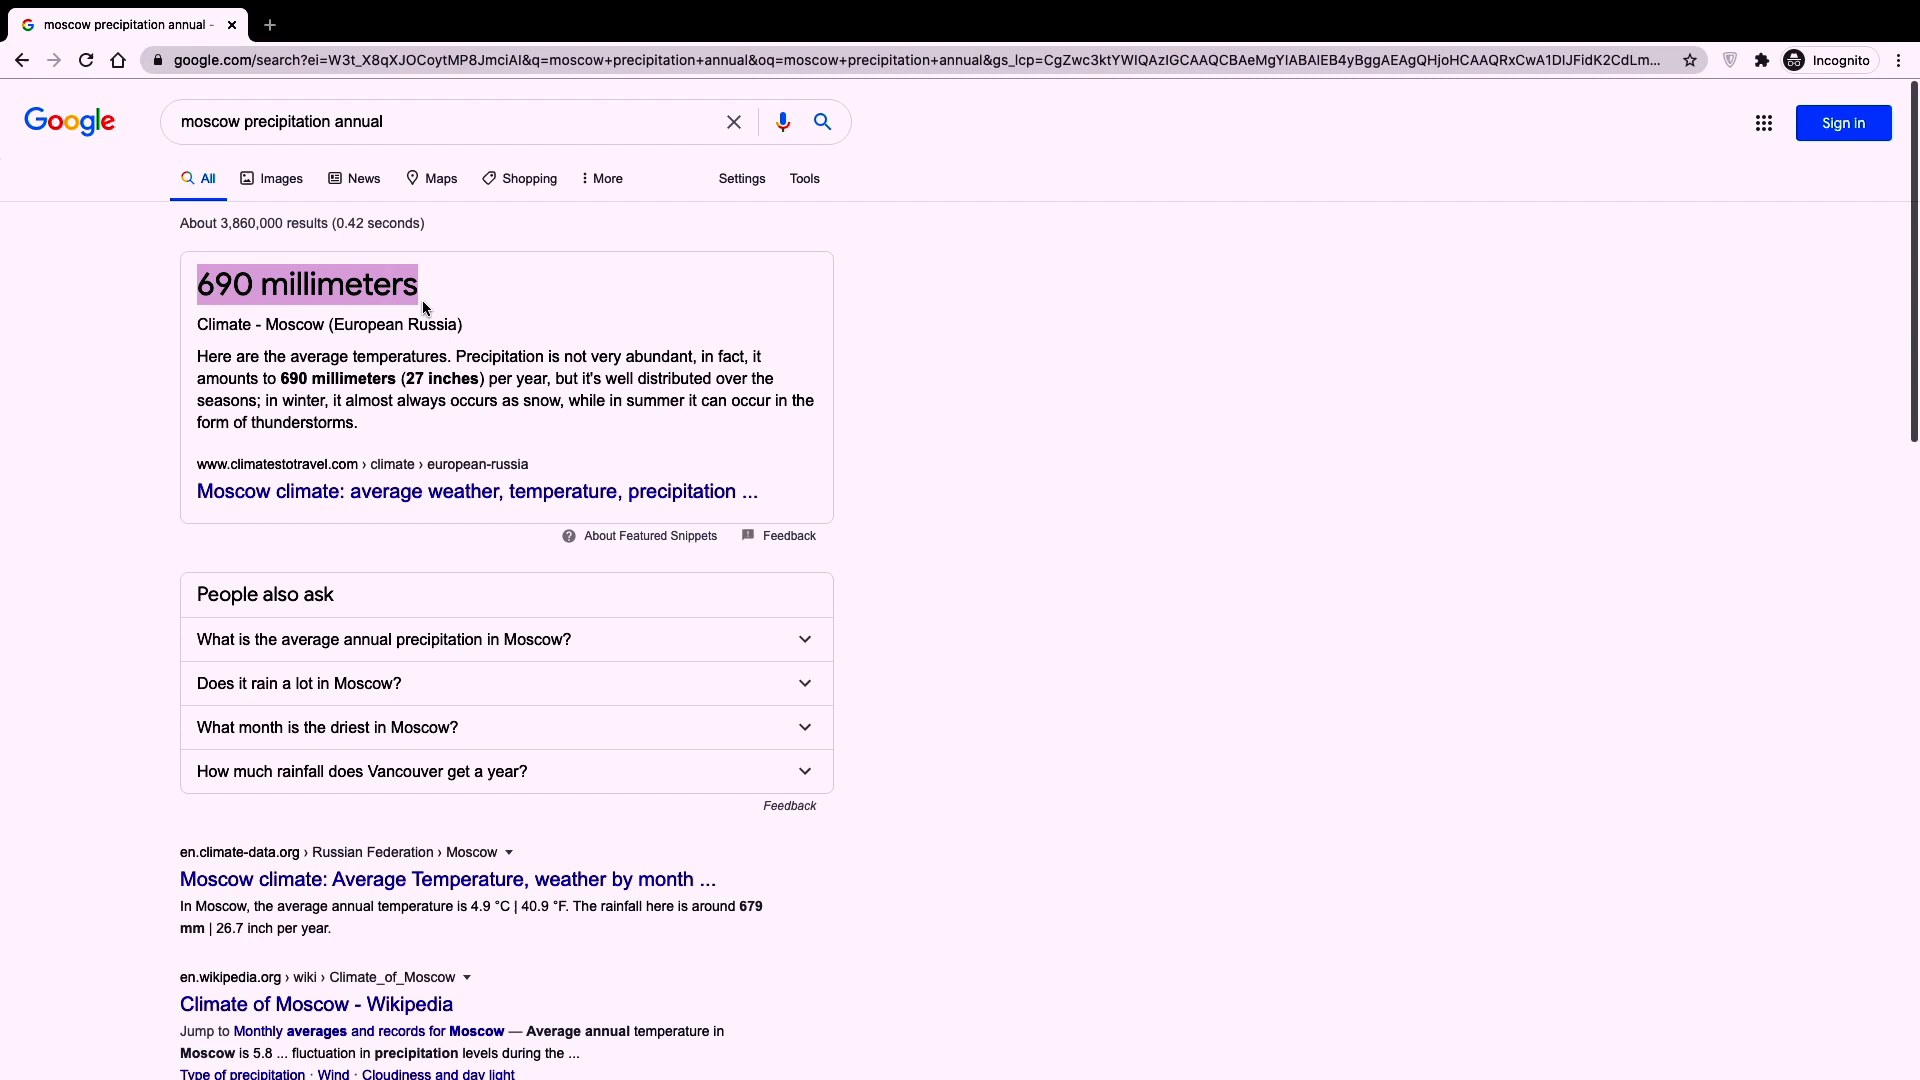 moscow precipitation annual -
google.com/search?ei=W3t_X8qXJOCoytMP8JmciAI&q=moscow+precipitation+annual&oq=moscow+precipitation+annual&gs_lcp=CgZwc3ktYWIQAzIGCAAQCBAeMgYIABAIEB4yBggAEAgQHjoHCAAQRxCwA1DIJFidK2CdLm...
Incognito
Google
moscow precipitation annual
Sign in
All
Images
News
Maps
Shopping
More
Settings
Tools
About 3,860,000 results (0.42 seconds)
690 millimeters
Climate - Moscow (European Russia)
Here are the average temperatures. Precipitation is not very abundant, in fact, it
amounts to 690 millimeters (27 inches) per year, but it's well distributed over the
seasons; in winter, it almost always occurs as snow, while in summer it can occur in the
form of thunderstorms.
www.climatestotravel.com › climate › european-russia
Moscow climate: average weather, temperature, precipitation ...
About Featured Snippets
Feedback
People also ask
What is the average annual precipitation in Moscow?
Does it rain a lot in Moscow?
What month is the driest in Moscow?
How much rainfall does Vancouver get a year?
Feedback
en.climate-data.org › Russian Federation › Moscow
Moscow climate: Average Temperature, weather by month ...
In Moscow, the average annual temperature is 4.9 °C | 40.9 °F. The rainfall here is around 679
mm | 26.7 inch per year.
en.wikipedia.org › wiki › Climate_of_Moscow
Climate of Moscow - Wikipedia
Jump to Monthly averages and records for Moscow — Average annual temperature in
Moscow is 5.8 ... fluctuation in precipitation levels during the ...
Type of precipitation · Wind · Cloudiness and day light